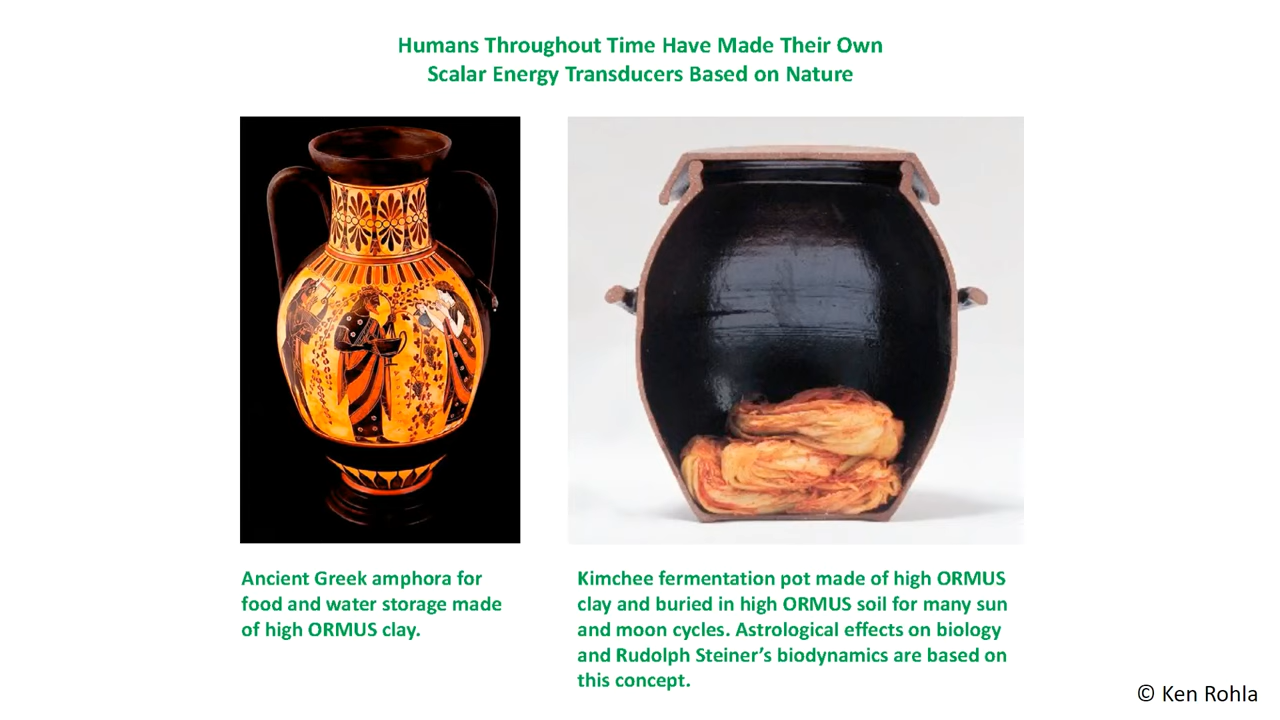 Humans Throughout Time Have Made Their Own
Scalar Energy Transducers Based on Nature
Ancient Greek amphora for
food and water storage made
of high ORMUS clay.
Kimchee fermentation pot made of high ORMUS
clay and buried in high ORMUS soil for many sun
and moon cycles. Astrological effects on biology
and Rudolph Steiner's biodynamics are based on
this concept.
© Ken Rohla